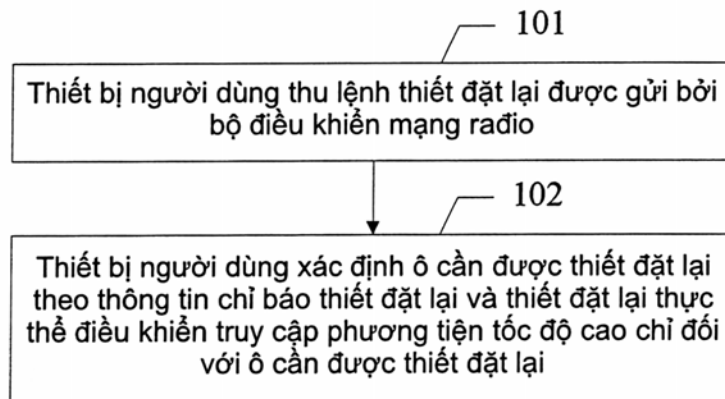 101
Thiết bị người dùng thu lệnh thiết đặt lại được gửi bởi
bộ điều khiển mạng rađio
102
Thiết bị người dùng xác định ô cần được thiết đặt lại
theo thông tin chỉ báo thiết đặt lại và thiết đặt lại thực
thể điều khiển truy cập phương tiện tốc độ cao chỉ đối
với ô cần được thiết đặt lại